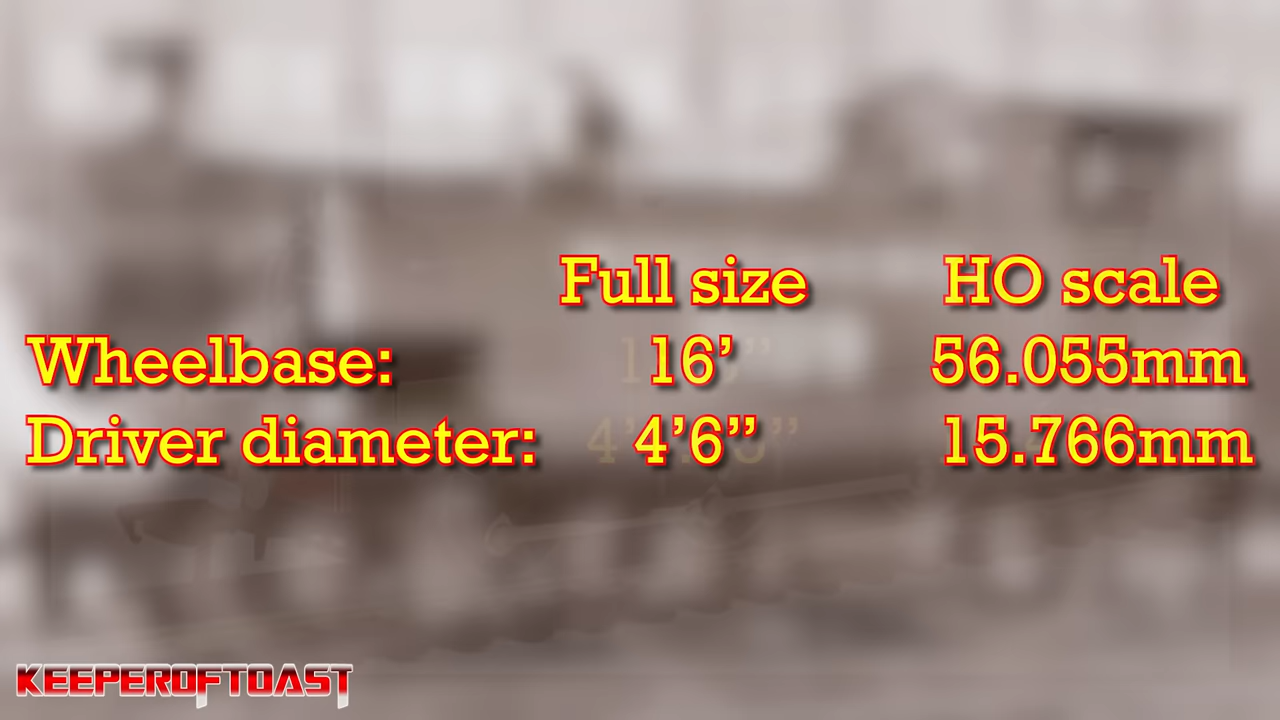 Full size HO scale
Wheelbase: 16’ 56.055mm
Driver diameter: 4’6” 15.766mm
KEEPEROFTOAST